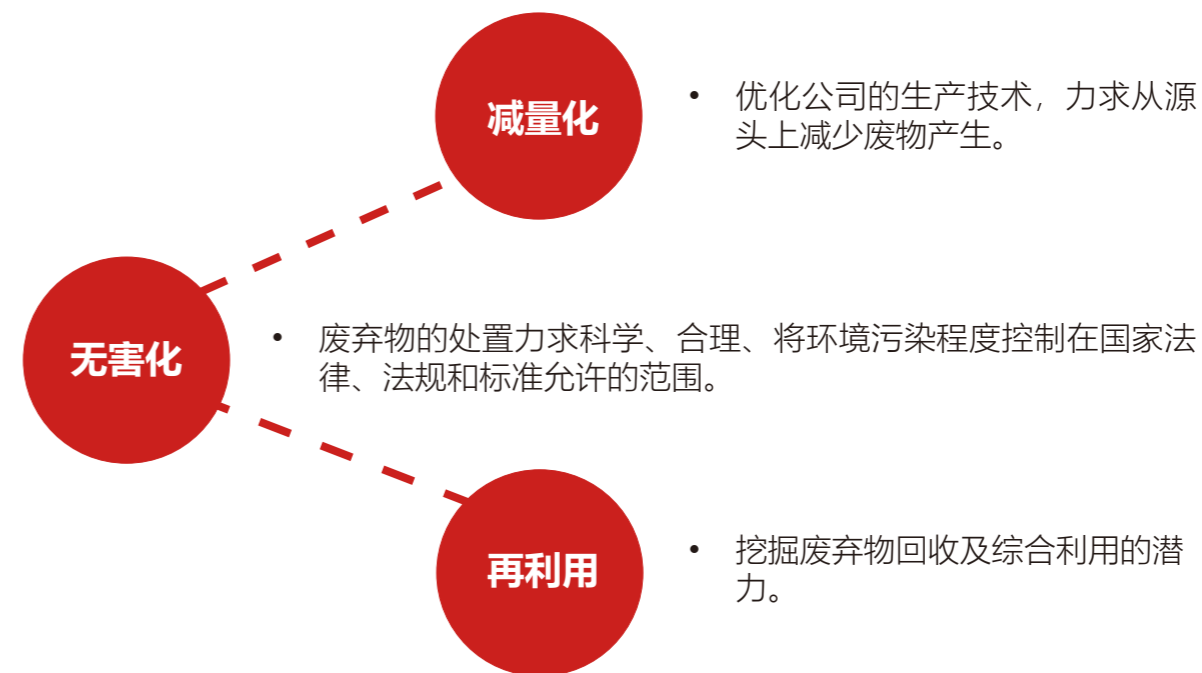 减量化
• 优化公司的生产技术，力求从源
头上减少废物产生。
无害化
• 废弃物的处置力求科学、合理、将环境污染程度控制在国家法
律、法规和标准允许的范围。
再利用
• 挖掘废弃物回收及综合利用的潜
力。